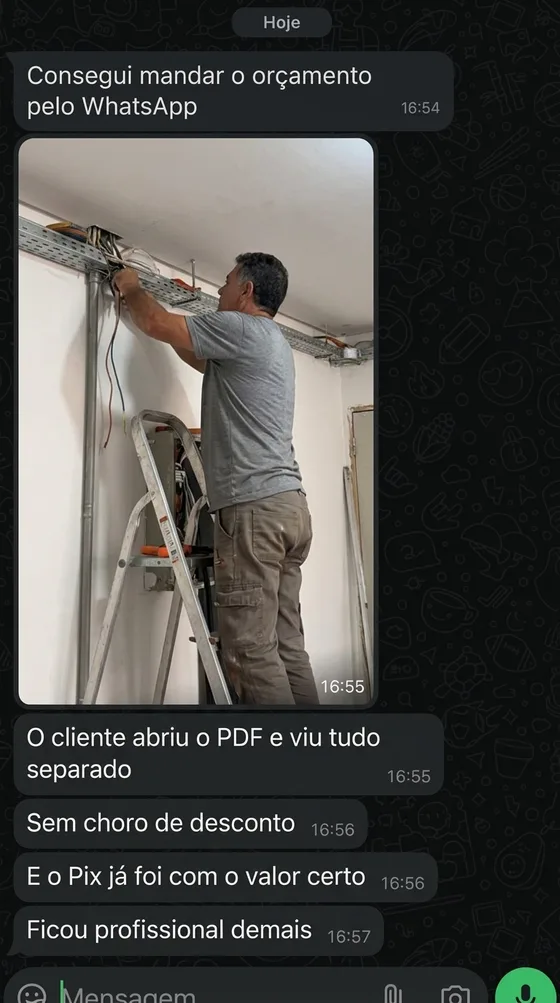 Hoje
Consegui mandar o orçamento
pelo WhatsApp
16:54
16:55
O cliente abriu o PDF e viu tudo
separado
16:55
Sem choro de desconto
16:56
E o Pix já foi com o valor certo
16:56
Ficou profissional demais
16:57
Mensagem